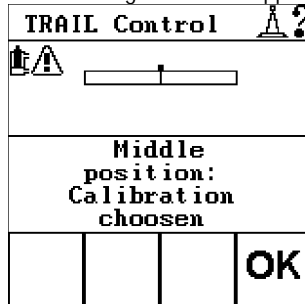 TRAIL Control ?
Middle
position:
Calibration
choosen
OK